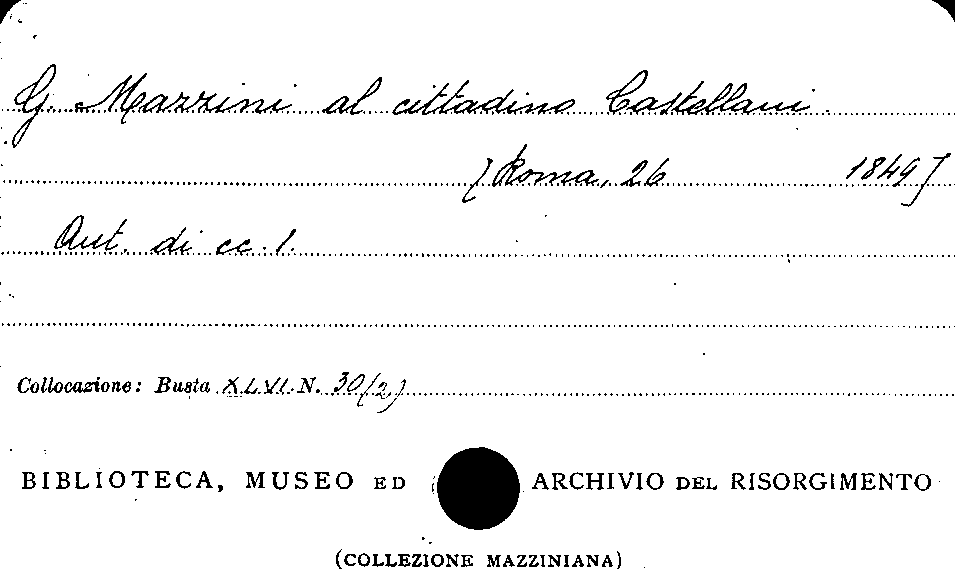 G. Mazzini al cittadino Castellani.
[Roma, 26 1849]
Aut. di cc. 1.
Collocazione: Busta XLVI N. 30(2)
BIBLIOTECA, MUSEO ED ARCHIVIO DEL RISORGIMENTO
(COLLEZIONE MAZZINIANA)